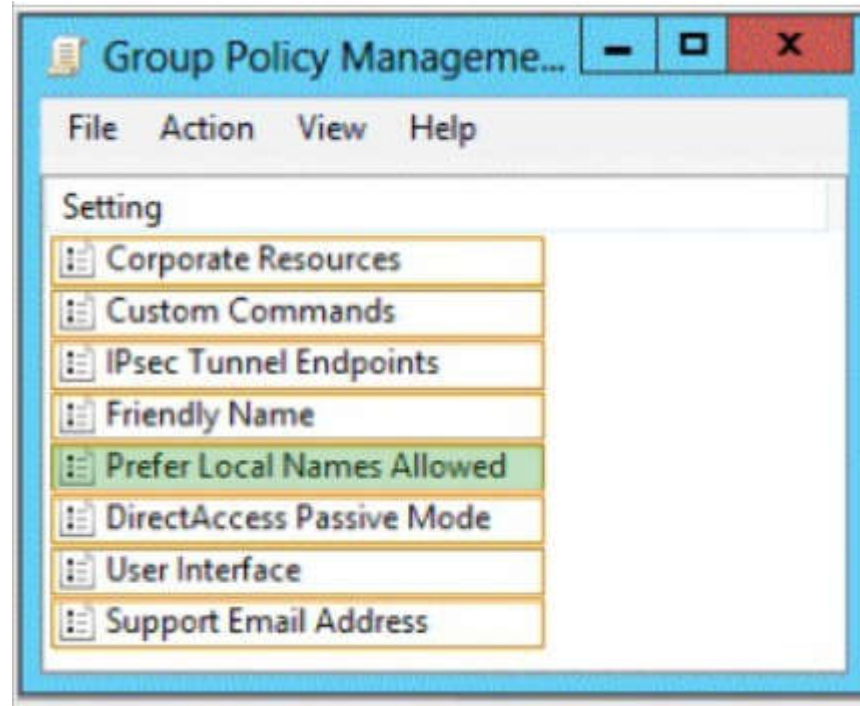 Group Policy Manageme...
File Action View Help
Setting
Corporate Resources
Custom Commands
IPsec Tunnel Endpoints
Friendly Name
Prefer Local Names Allowed
DirectAccess Passive Mode
User Interface
Support Email Address